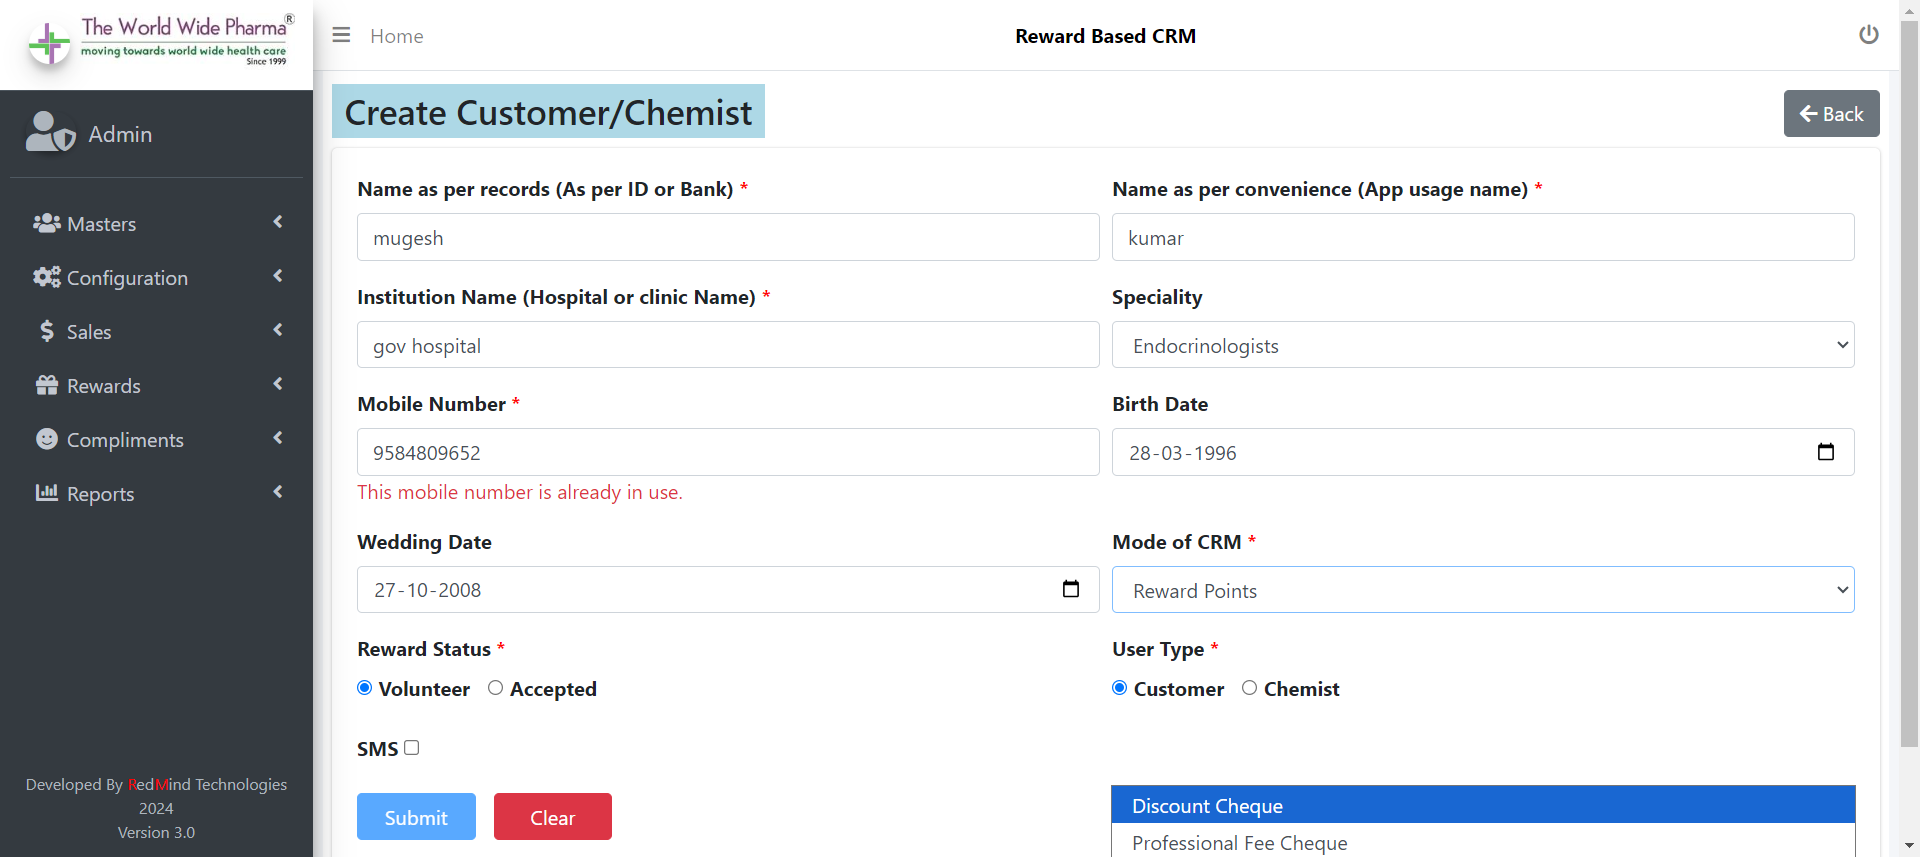 The World Wide Pharma®
moving towards world wide health care
Since 1999
Home
Reward Based CRM
Create Customer/Chemist
Back
Admin
Masters
Configuration
Sales
Rewards
Compliments
Reports
Name as per records (As per ID or Bank) *
mugesh
Name as per convenience (App usage name) *
kumar
Institution Name (Hospital or clinic Name) *
gov hospital
Speciality
Endocrinologists
Mobile Number *
9584809652
This mobile number is already in use.
Birth Date
28-03-1996
Wedding Date
27-10-2008
Mode of CRM *
Reward Points
Reward Status *
Volunteer Accepted
User Type *
Customer Chemist
SMS
Submit Clear
Discount Cheque
Professional Fee Cheque
Developed By RedMind Technologies
2024
Version 3.0